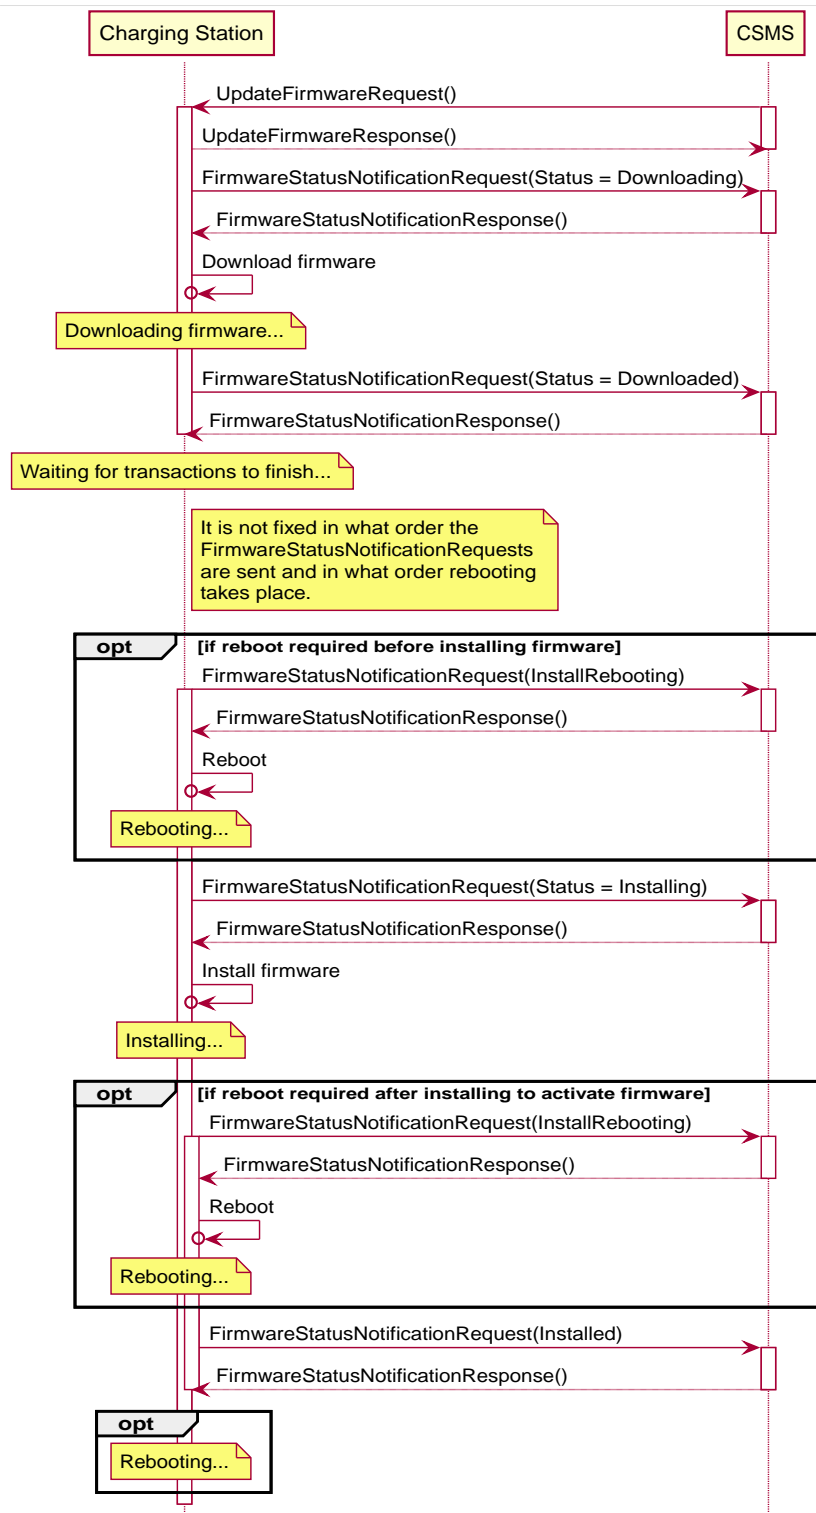 Charging Station
CSMS
UpdateFirmwareRequest()
UpdateFirmwareResponse()
FirmwareStatusNotificationRequest(Status = Downloading)
FirmwareStatusNotificationResponse()
Download firmware
Downloading firmware...
FirmwareStatusNotificationRequest(Status = Downloaded)
FirmwareStatusNotificationResponse()
Waiting for transactions to finish...
It is not fixed in what order the
FirmwareStatusNotificationRequests
are sent and in what order rebooting
takes place.
opt
[if reboot required before installing firmware]
FirmwareStatusNotificationRequest(InstallRebooting)
FirmwareStatusNotificationResponse()
Reboot
Rebooting...
FirmwareStatusNotificationRequest(Status = Installing)
FirmwareStatusNotificationResponse()
Install firmware
Installing...
opt
[if reboot required after installing to activate firmware]
FirmwareStatusNotificationRequest(InstallRebooting)
FirmwareStatusNotificationResponse()
Reboot
Rebooting...
FirmwareStatusNotificationRequest(Installed)
FirmwareStatusNotificationResponse()
opt
Rebooting...